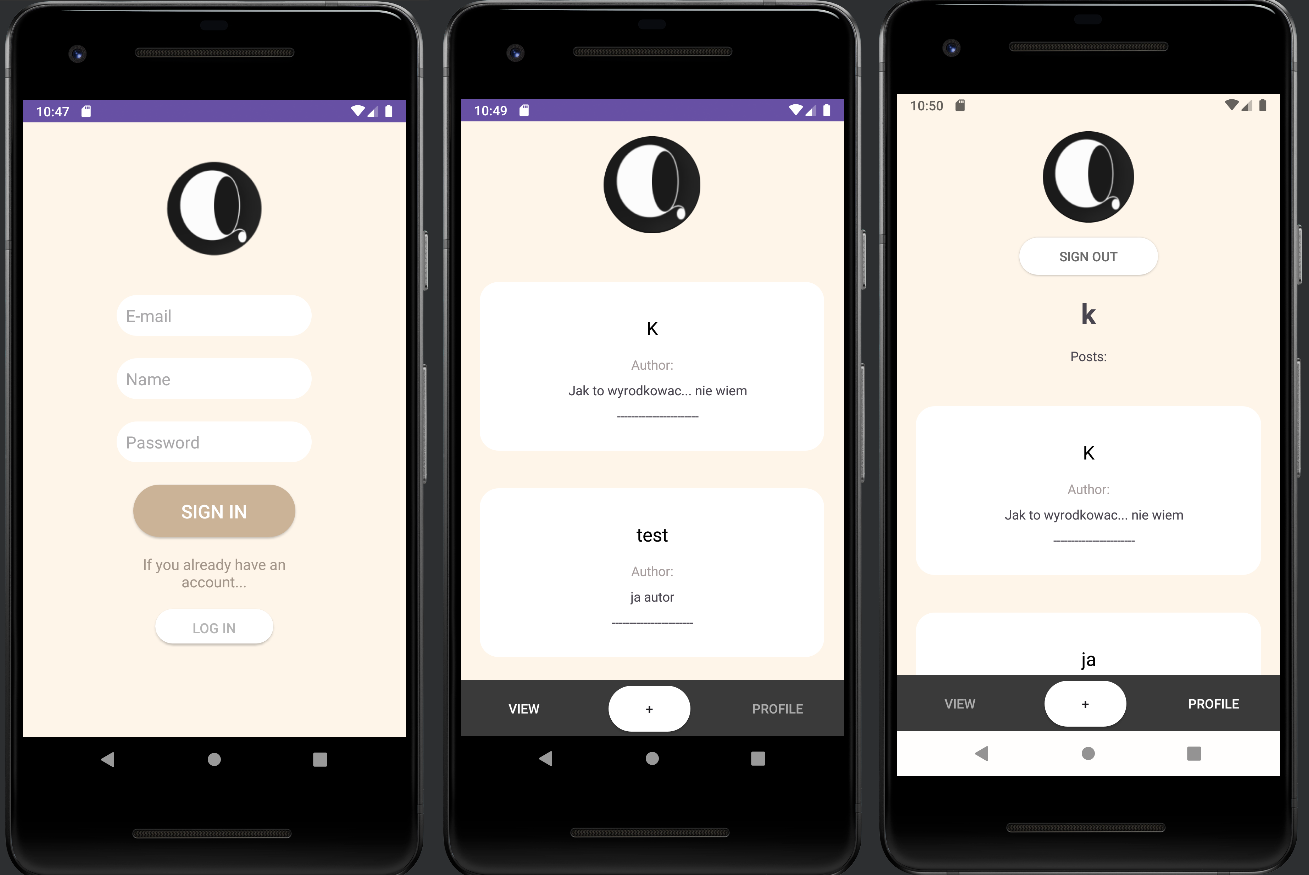 10:47
E-mail
Name
Password
SIGN IN
If you already have an
account...
LOG IN
10:49
K
Author:
Jak to wyrodkowac... nie wiem
-----------------------
test
Author:
ja autor
-----------------------
VIEW
+
PROFILE
10:50
SIGN OUT
k
Posts:
K
Author:
Jak to wyrodkowac... nie wiem
-----------------------
ja
VIEW
+
PROFILE